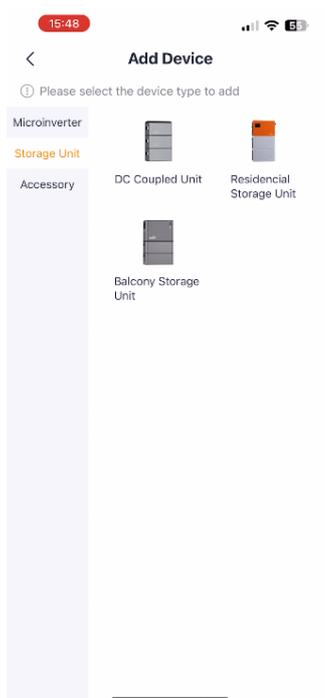 15:48
55
Add Device
Please select the device type to add
Microinverter
Storage Unit
Accessory
DC Coupled Unit
Residencial
Storage Unit
Balcony Storage
Unit